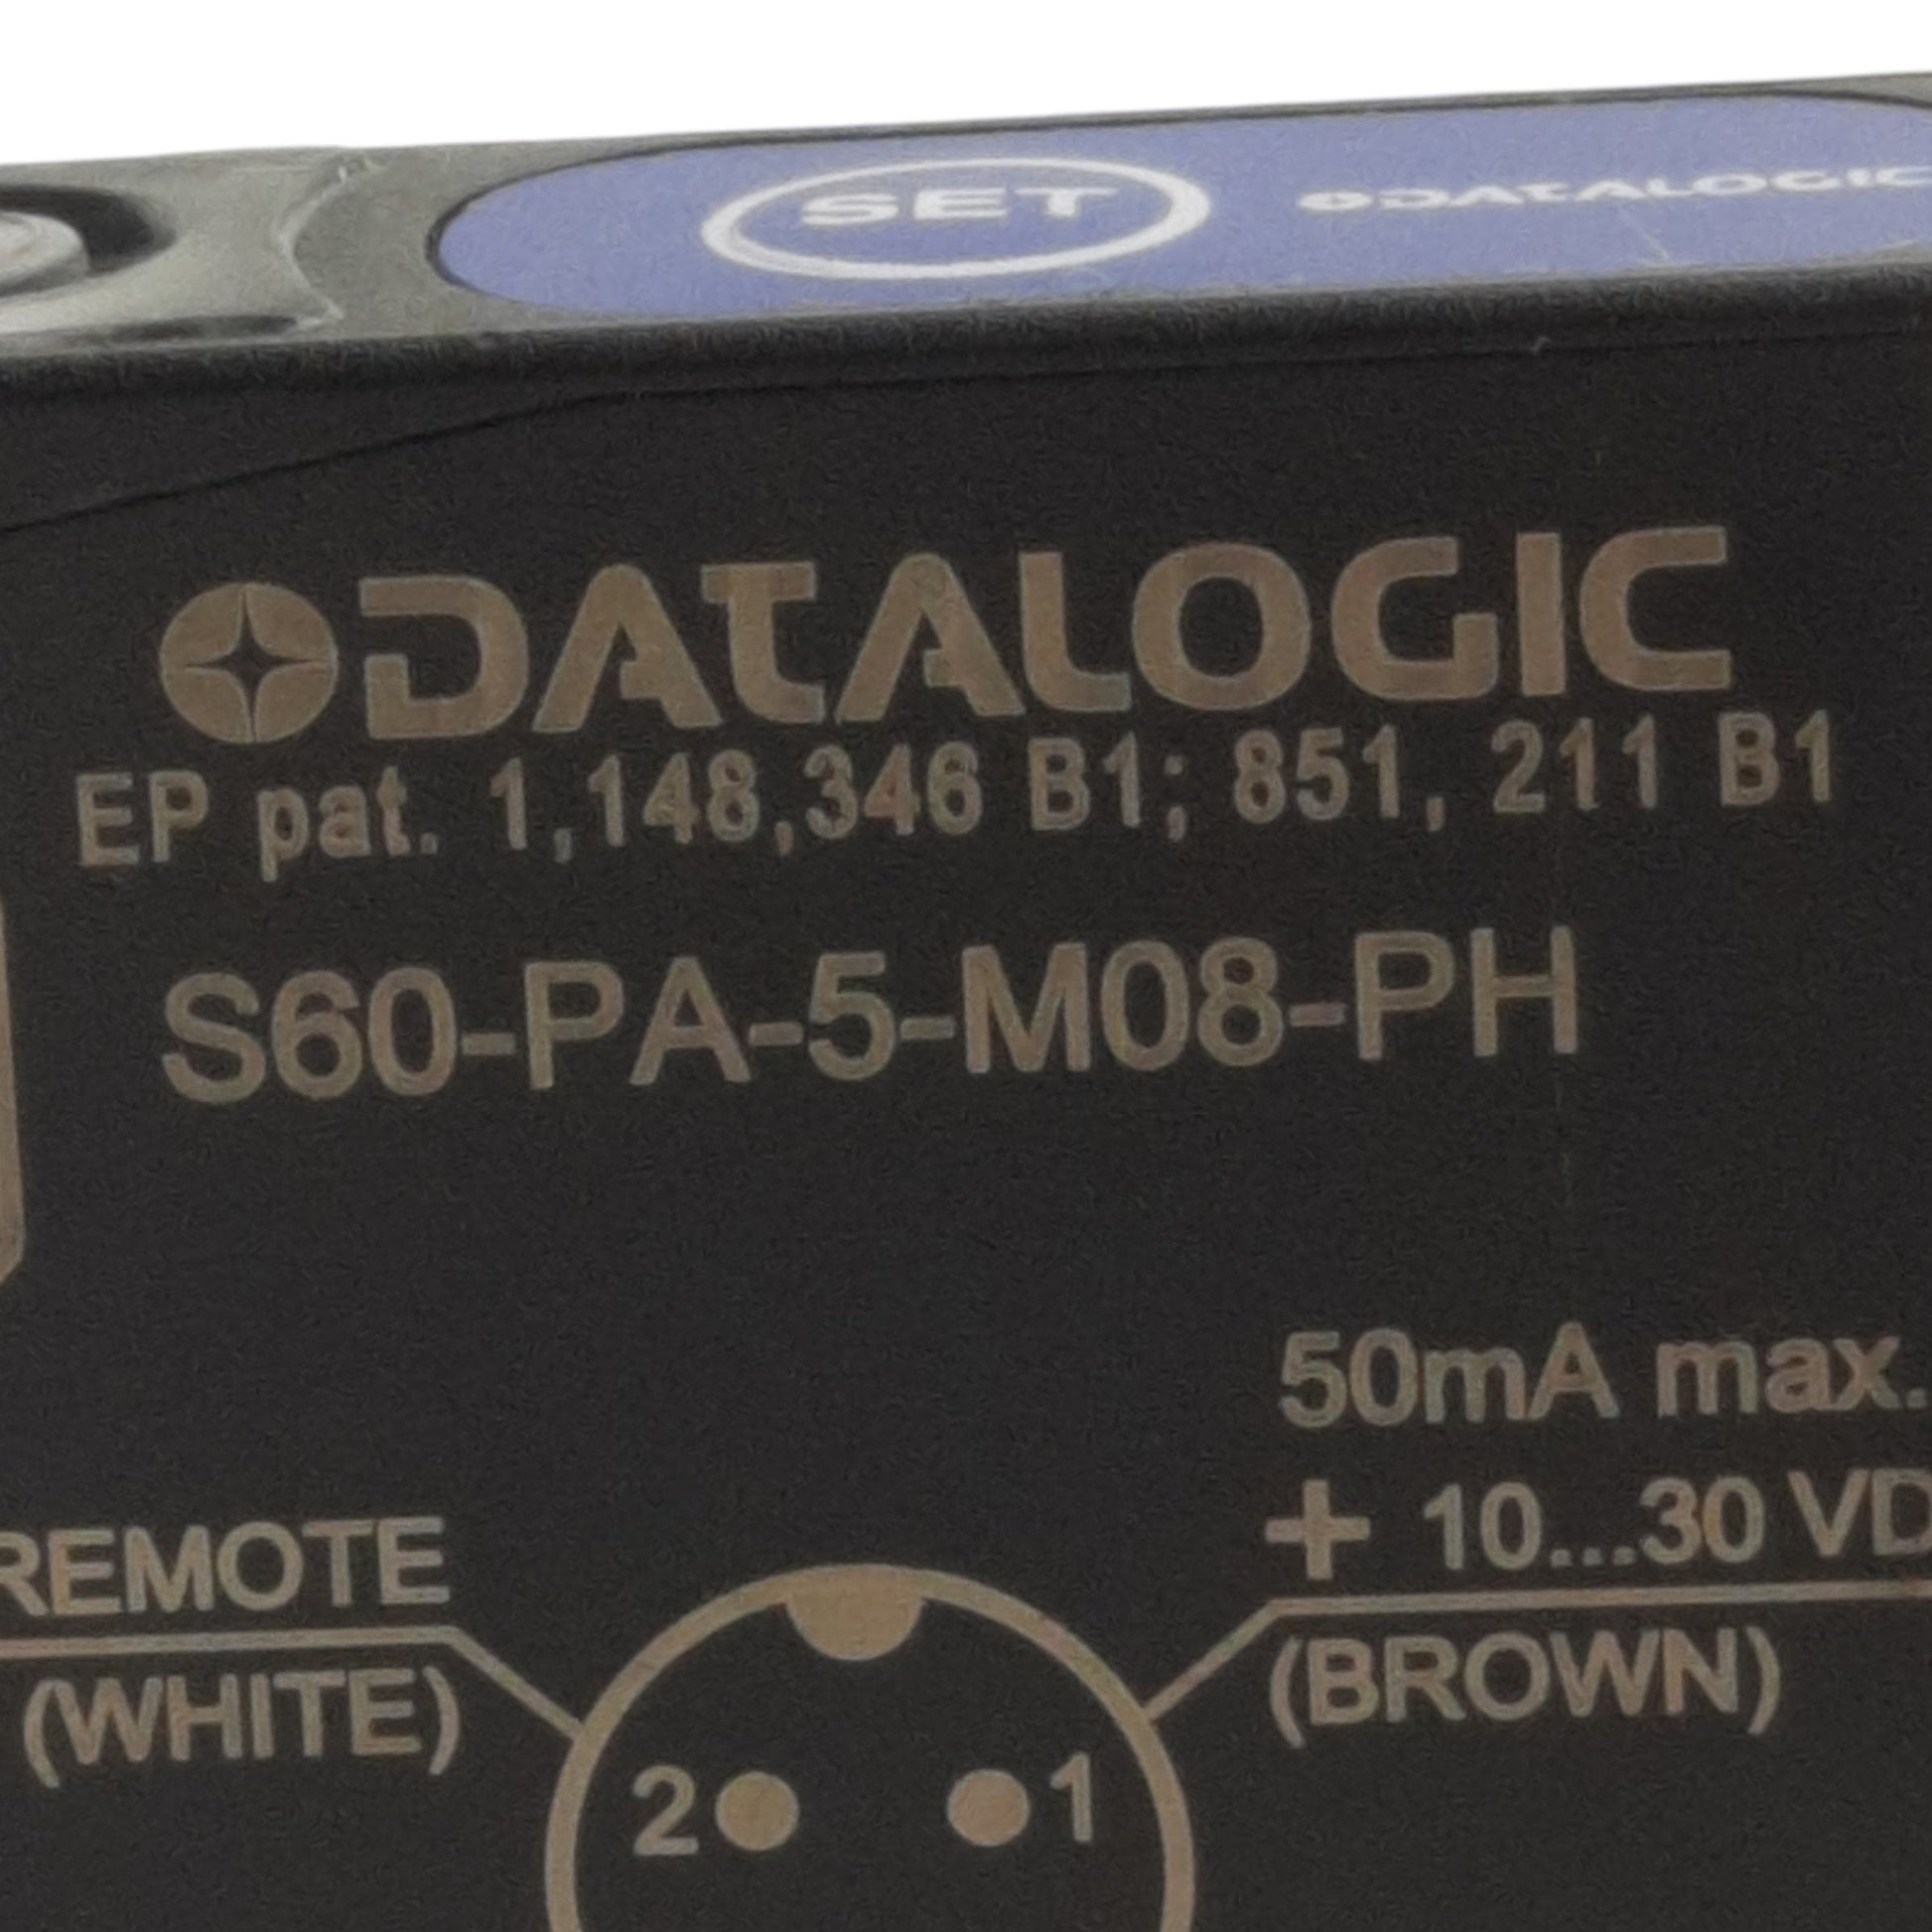 SET DATALOGIC
DATALOGIC
EP pat. 1,148,346 B1; 851, 211 B1
S60-PA-5-M08-PH
50mA max.
+ 10...30 VD
REMOTE
(WHITE)
(BROWN)
2 1